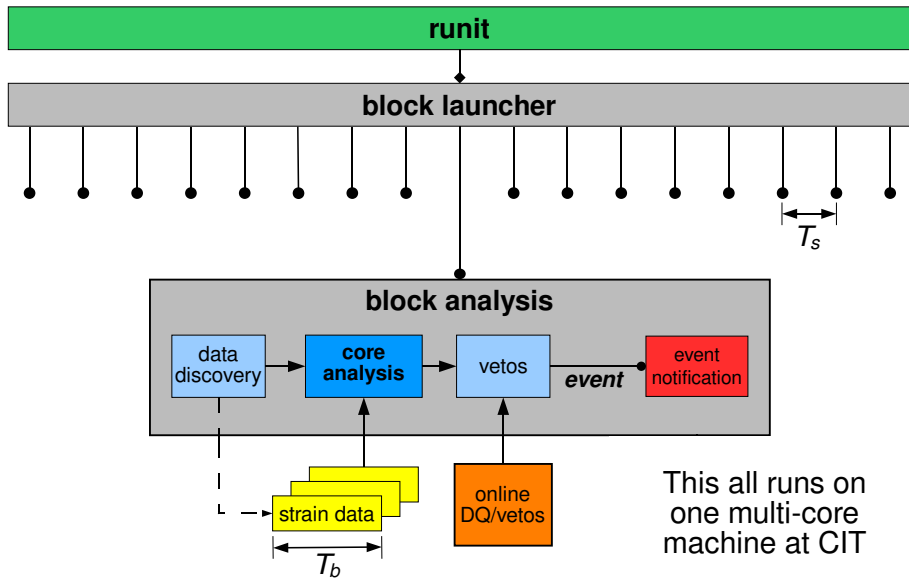 runit
block launcher
T_s
block analysis
data
discovery
core
analysis
vetos
event
event
notification
strain data
online
DQ/vetos
T_b
This all runs on
one multi-core
machine at CIT